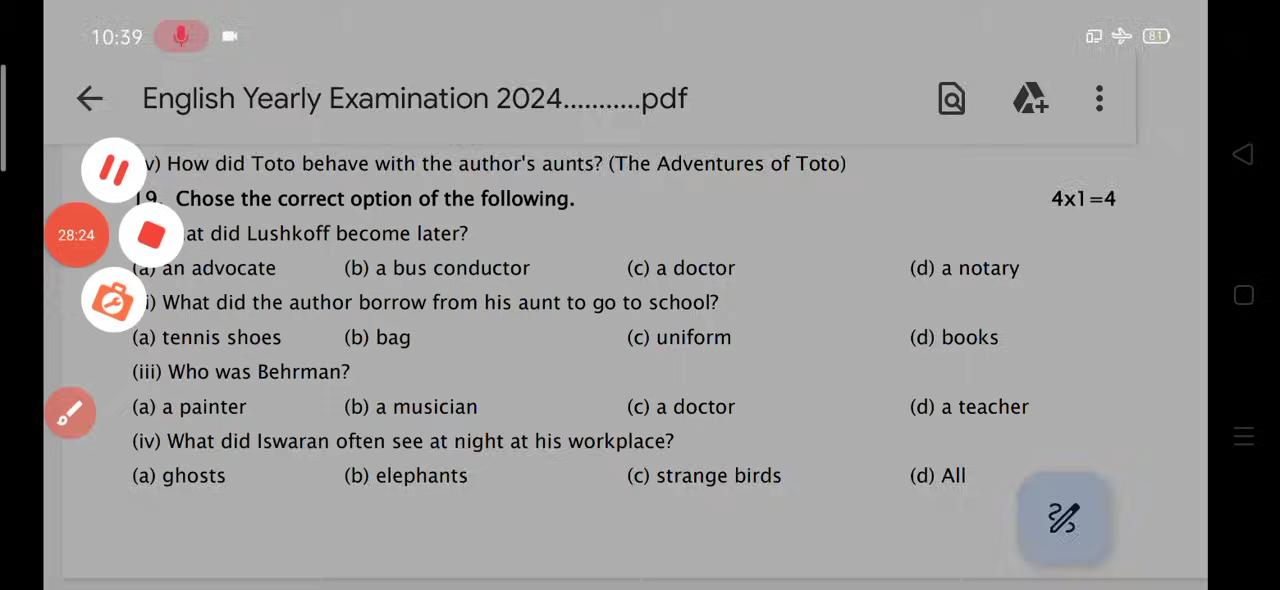 10:39
81
English Yearly Examination 2024...........pdf
v) How did Toto behave with the author's aunts? (The Adventures of Toto)
19. Chose the correct option of the following. 4x1=4
28:24
at did Lushkoff become later?
(a) an advocate (b) a bus conductor (c) a doctor (d) a notary
i) What did the author borrow from his aunt to go to school?
(a) tennis shoes (b) bag (c) uniform (d) books
(iii) Who was Behrman?
(a) a painter (b) a musician (c) a doctor (d) a teacher
(iv) What did Iswaran often see at night at his workplace?
(a) ghosts (b) elephants (c) strange birds (d) All